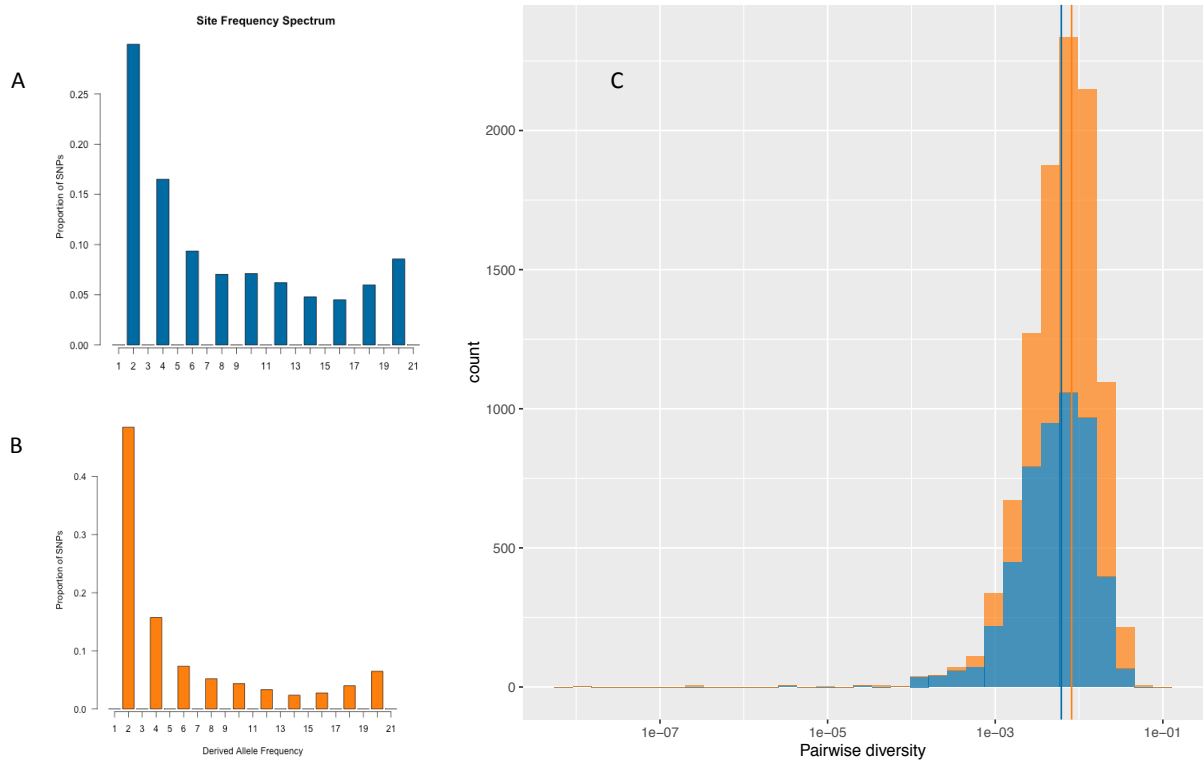 Site Frequency Spectrum
A
Proportion of SNPs
0.25
0.20
0.15
0.10
0.05
0.00
1 2 3 4 5 6 7 8 9 11 13 15 17 19 21
B
Proportion of SNPs
0.4
0.3
0.2
0.1
0.0
1 2 3 4 5 6 7 8 9 11 13 15 17 19 21
Derived Allele Frequency
C
count
2000
1500
1000
500
0
1e-07 1e-05 1e-03 1e-01
Pairwise diversity